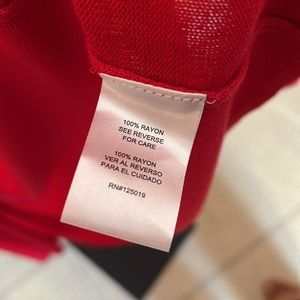 100% RAYON
SEE REVERSE
FOR CARE
100% RAYON
VER AL REVERSO
PARA EL CUIDADO
RN#125019